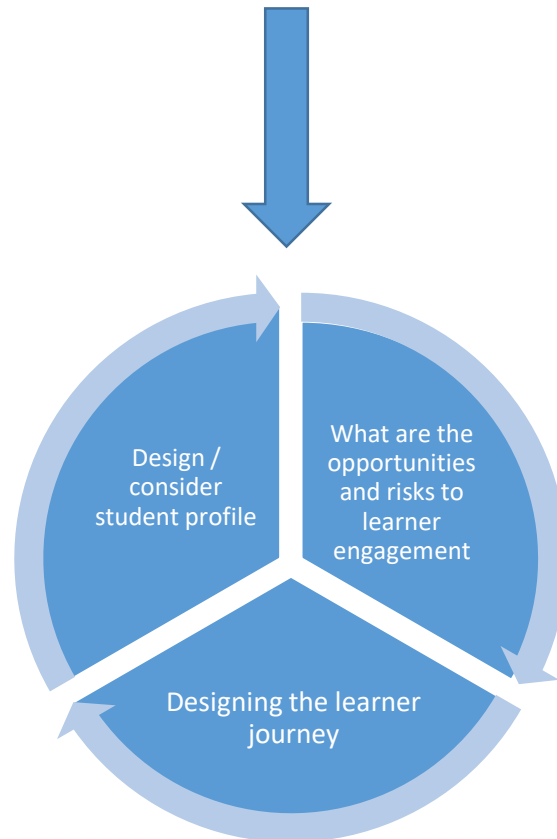 Design /
consider
student profile
What are the
opportunities
and risks to
learner
engagement
Designing the learner
journey